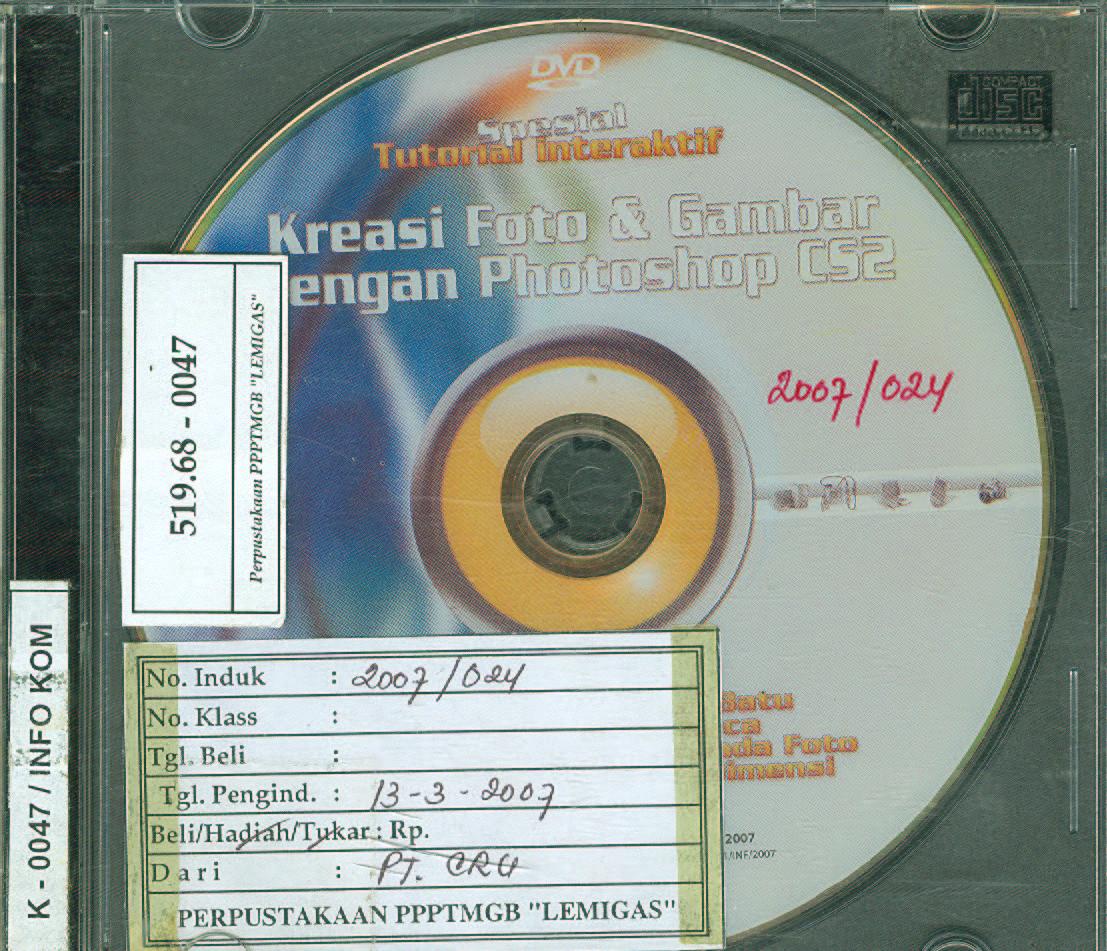 DVD
COMPACT
disc
Spesial
Tutorial interaktif
Kreasi Foto & Gambar
engan Photoshop CS2
519.68 - 0047
Perpustakaan PPPTMGB "LEMIGAS"
2007/024
K - 0047 / INFO KOM
No. Induk : 2007/024
No. Klass :
Tgl. Beli :
Tgl. Pengind. : 13-3-2007
Beli/Hadiah/Tukar : Rp.
Dari : PT. CRU
PERPUSTAKAAN PPPTMGB "LEMIGAS"
Batu
ca
da Foto
imensi
2007
/INF/2007